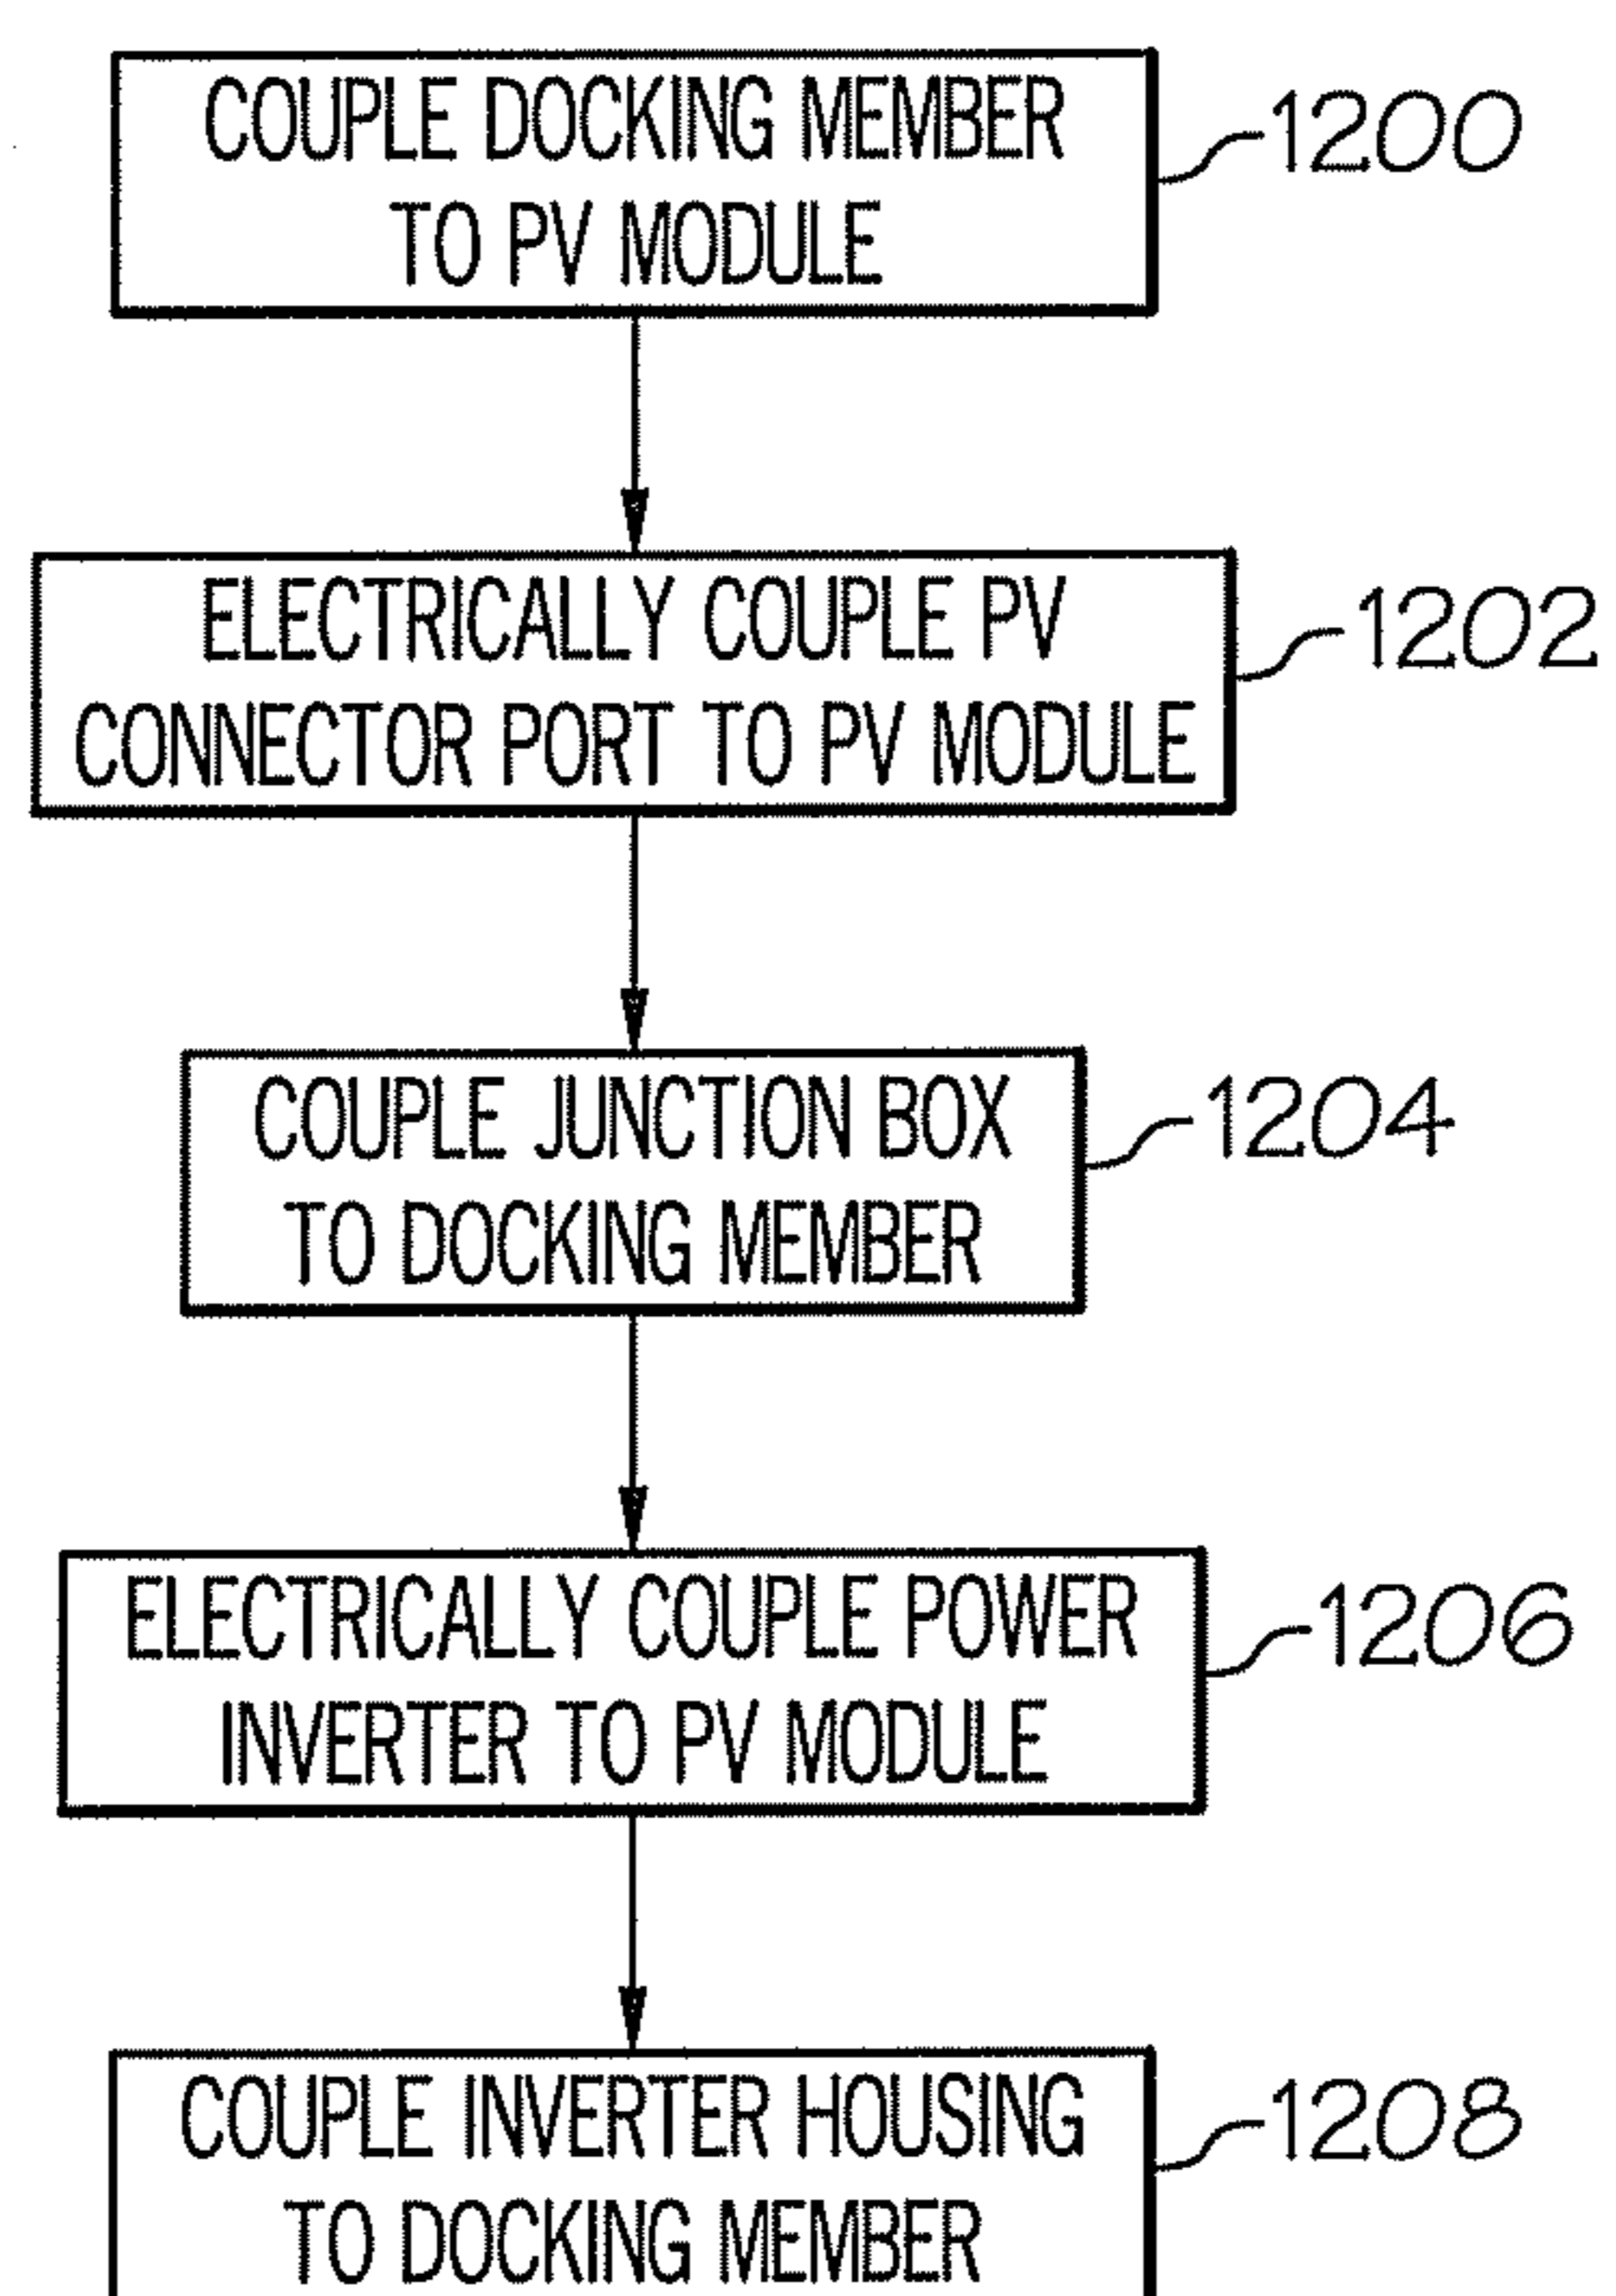 COUPLE DOCKING MEMBER
TO PV MODULE
1200
ELECTRICALLY COUPLE PV
CONNECTOR PORT TO PV MODULE
1202
COUPLE JUNCTION BOX
TO DOCKING MEMBER
1204
ELECTRICALLY COUPLE POWER
INVERTER TO PV MODULE
1206
COUPLE INVERTER HOUSING
TO DOCKING MEMBER
1208